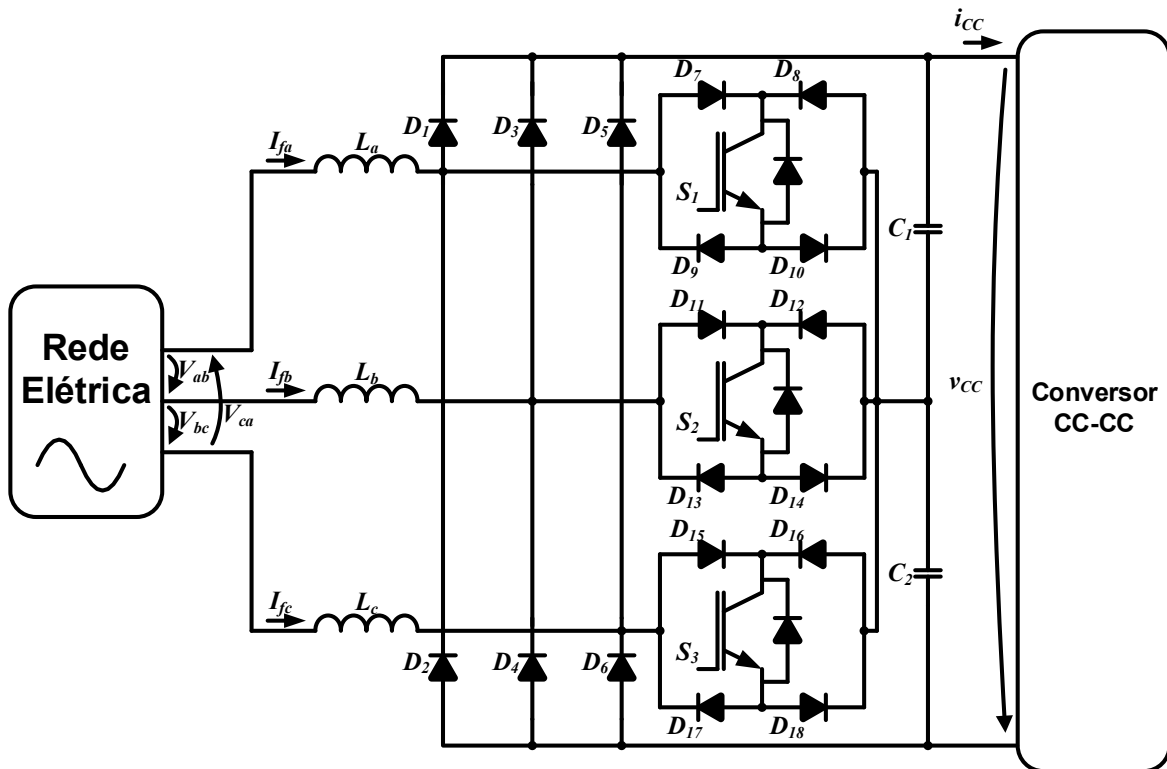 i_CC
D_7 D_8
D_1 D_3 D_5
I_fa L_a
S_1
C_1
D_9 D_10
D_11 D_12
Rede
Elétrica
V_ab
V_bc
V_ca
I_fb L_b
S_2
v_CC
Conversor
CC-CC
D_13 D_14
D_15 D_16
C_2
I_fc L_c
S_3
D_2 D_4 D_6
D_17 D_18